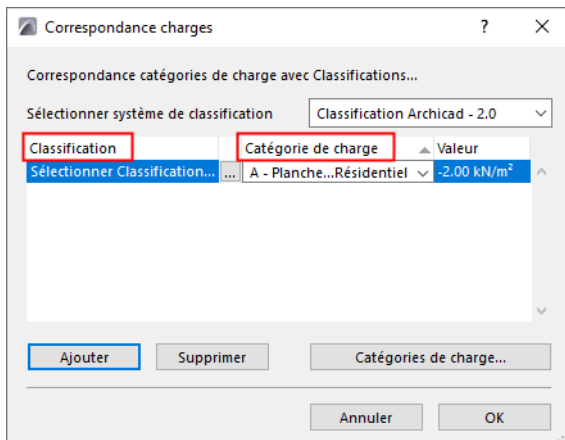 Correspondance charges ?
Correspondance catégories de charge avec Classifications...
Sélectionner système de classification Classification Archicad - 2.0
Classification Catégorie de charge Valeur
Sélectionner Classification... ... A - Planche...Résidentiel -2.00 kN/m²
Ajouter Supprimer Catégories de charge...
Annuler OK